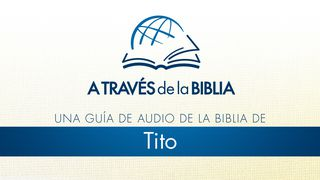 A TRAVÉS de la BIBLIA
UNA GUÍA DE AUDIO DE LA BIBLIA DE
Tito